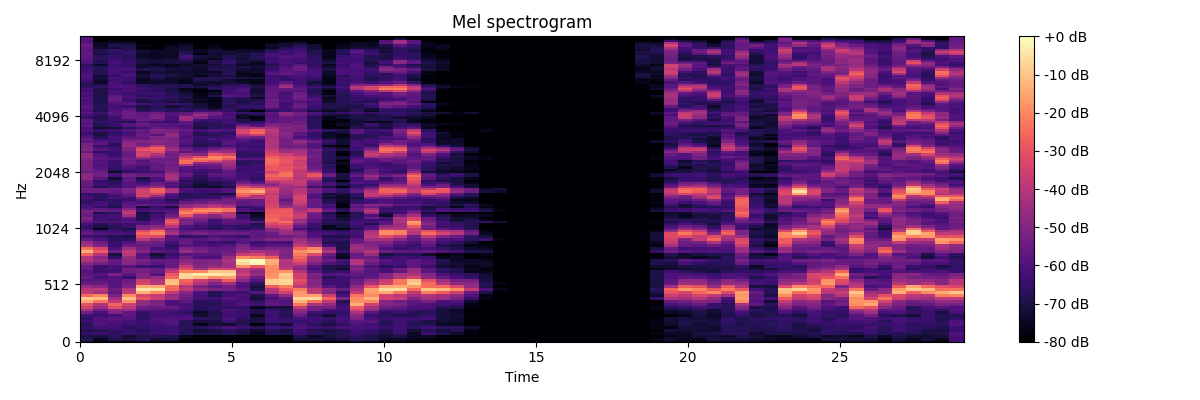 Mel spectrogram
+0 dB
8192
-10 dB
4096
-20 dB
-30 dB
Hz
2048
-40 dB
1024
-50 dB
512
-60 dB
-70 dB
0
-80 dB
0 5 10 15 20 25
Time